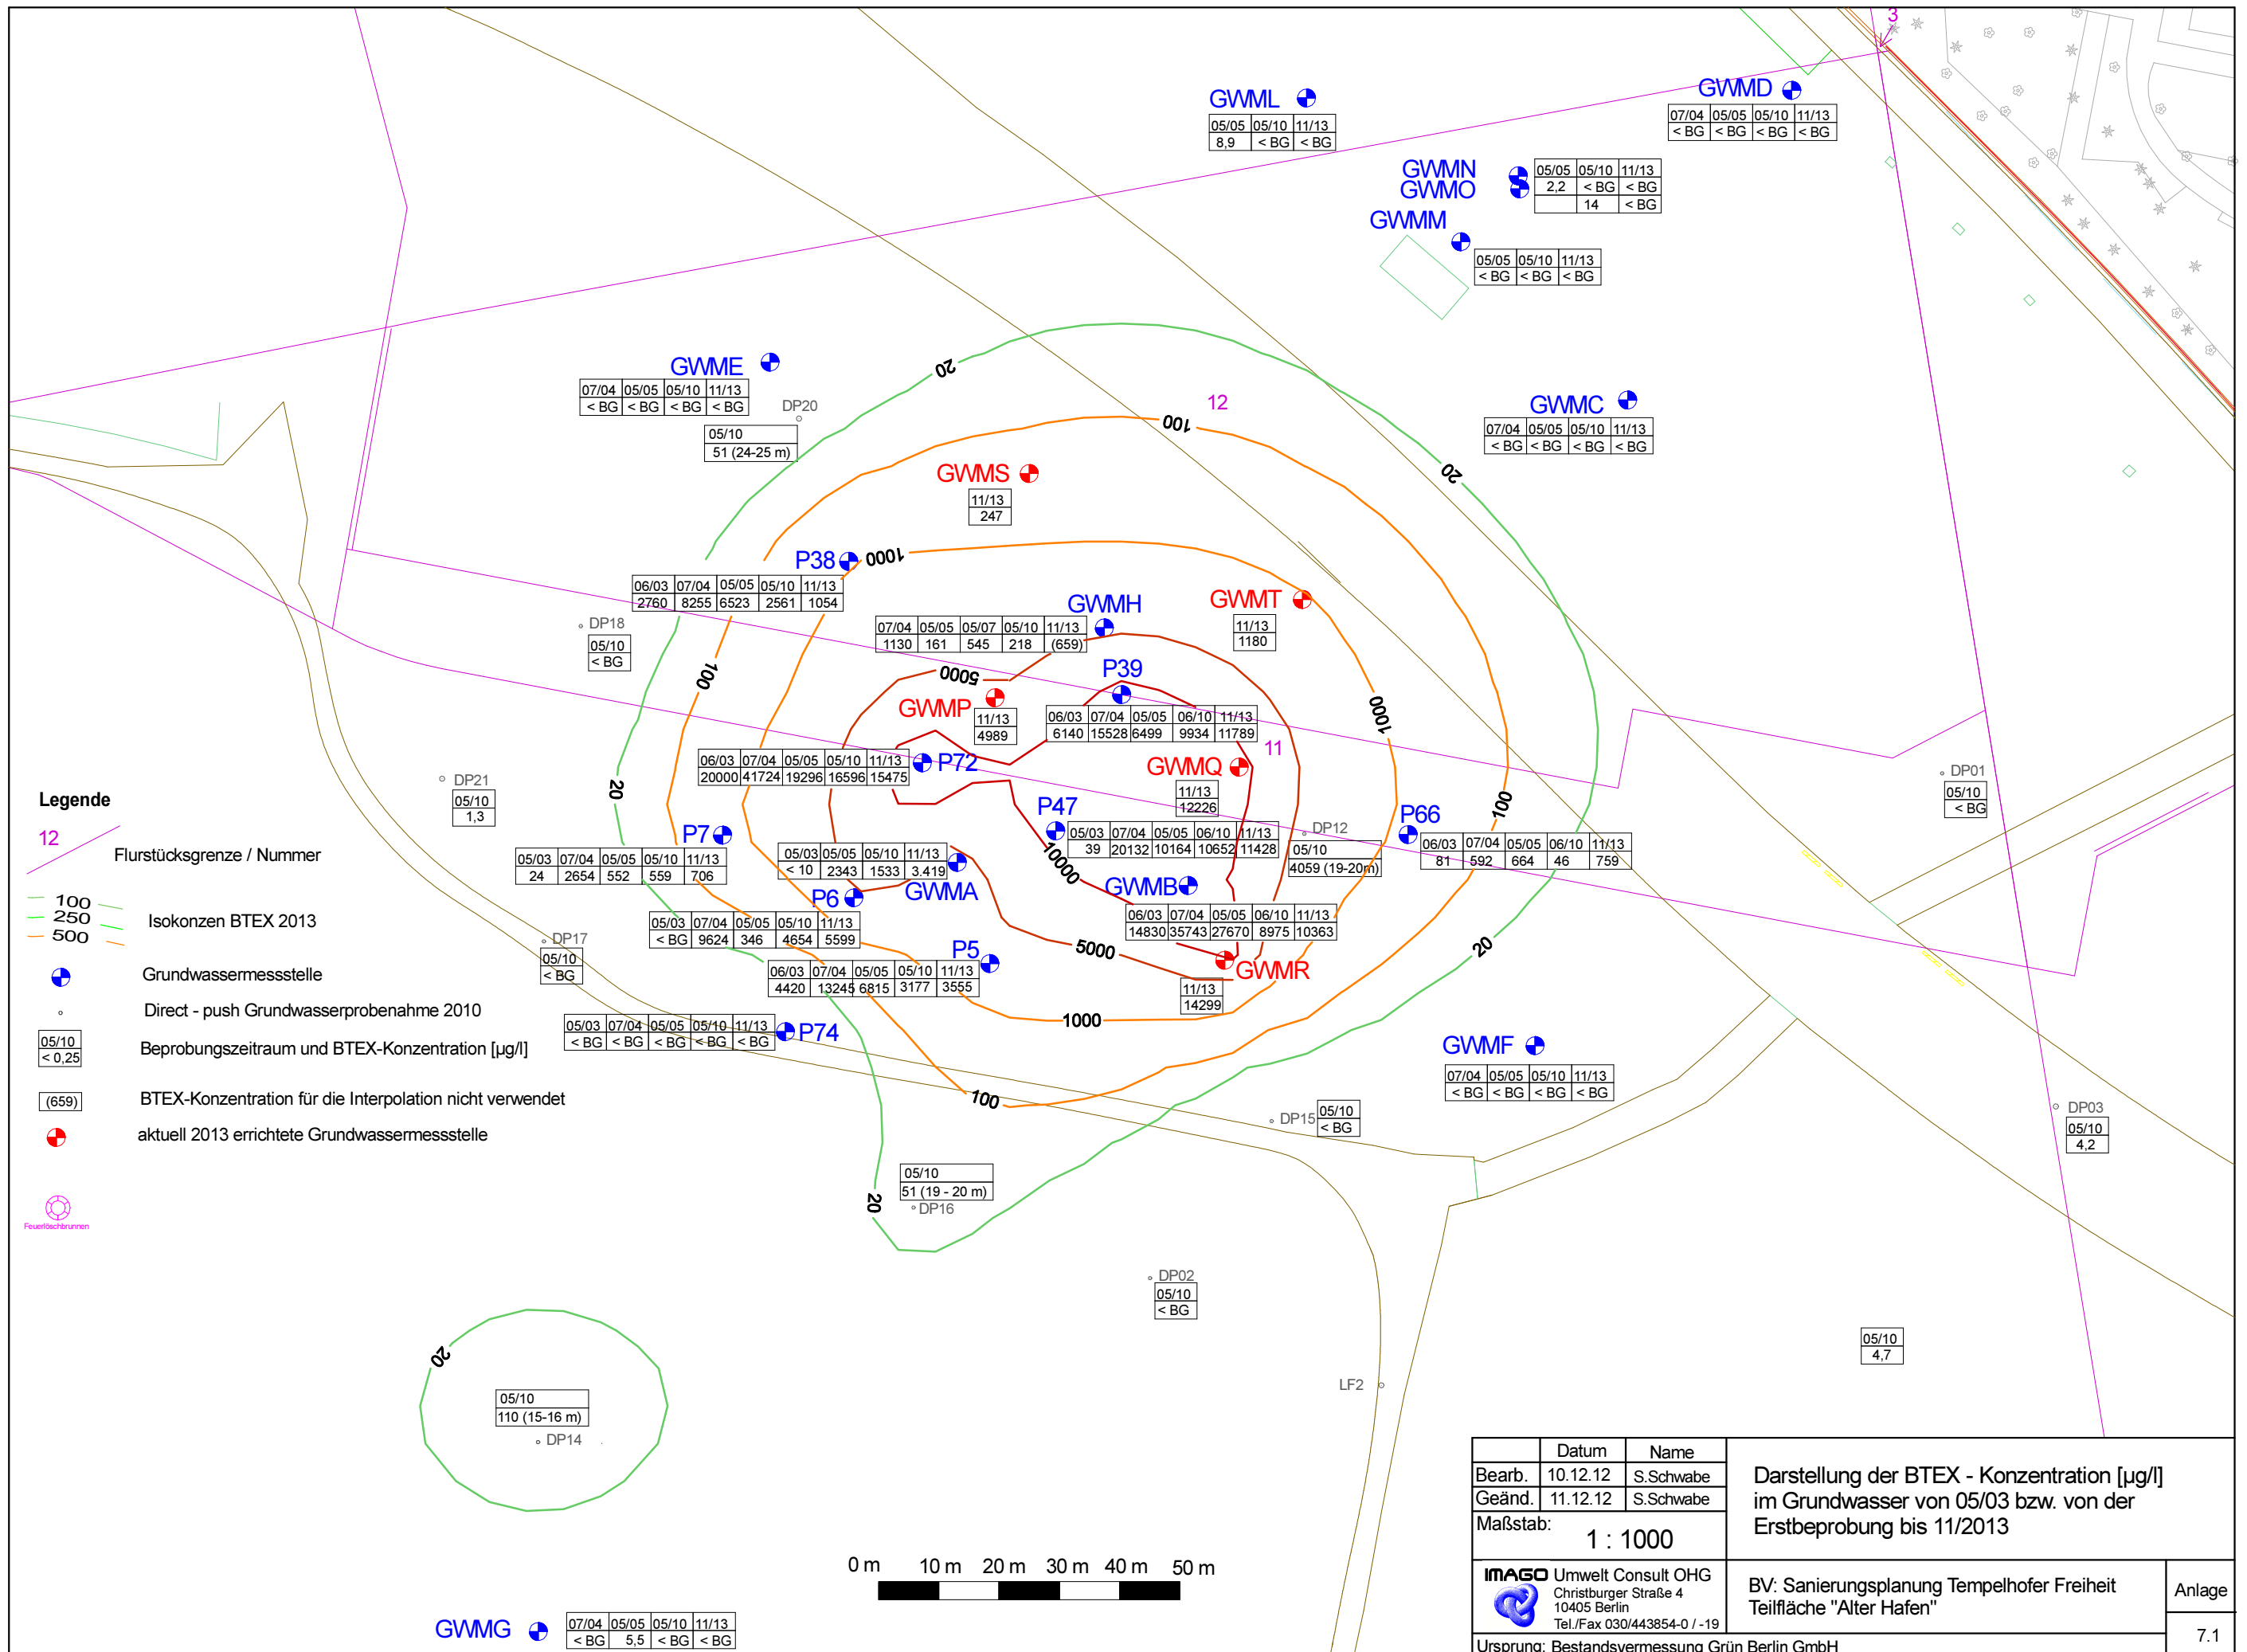 3
GWML
05/05 05/10 11/13
8,9 < BG < BG
GWMD
07/04 05/05 05/10 11/13
< BG < BG < BG < BG
GWMN
GWMO
05/05 05/10 11/13
2,2 < BG < BG
14 < BG
GWMM
05/05 05/10 11/13
< BG < BG < BG
GWME
07/04 05/05 05/10 11/13
< BG < BG < BG < BG
DP20
05/10
51 (24-25 m)
20
12
100
GWMC
07/04 05/05 05/10 11/13
< BG < BG < BG < BG
20
GWMS
11/13
247
P38
1000
06/03 07/04 05/05 05/10 11/13
2760 8255 6523 2561 1054
DP18
05/10
< BG
GWMH
07/04 05/05 05/07 05/10 11/13
1130 161 545 218 (659)
GWMT
11/13
1180
100
5000
P39
06/03 07/04 05/05 06/10 11/13
6140 15528 6499 9934 11789
1000
GWMP
11/13
4989
11
P72
06/03 07/04 05/05 05/10 11/13
20000 41724 19296 16596 15475
GWMQ
11/13
12226
20
DP21
05/10
1,3
DP01
05/10
< BG
100
P47
05/03 07/04 05/05 06/10 11/13
39 20132 10164 10652 11428
10000
DP12
05/10
4059 (19-20m)
P66
06/03 07/04 05/05 06/10 11/13
81 592 664 46 759
P7
05/03 07/04 05/05 05/10 11/13
24 2654 552 559 706
05/03 05/05 05/10 11/13
< 10 2343 1533 3.419
GWMA
P6
05/03 07/04 05/05 05/10 11/13
< BG 9624 346 4654 5599
GWMB
06/03 07/04 05/05 06/10 11/13
14830 35743 27670 8975 10363
DP17
05/10
< BG
P5
06/03 07/04 05/05 05/10 11/13
4420 13245 6815 3177 3555
5000
20
GWMR
11/13
14299
1000
P74
05/03 07/04 05/05 05/10 11/13
< BG < BG < BG < BG < BG
GWMF
07/04 05/05 05/10 11/13
< BG < BG < BG < BG
100
DP15
05/10
< BG
DP03
05/10
4,2
05/10
51 (19 - 20 m)
DP16
20
DP02
05/10
< BG
05/10
4,7
LF2
20
05/10
110 (15-16 m)
DP14
GWMG
07/04 05/05 05/10 11/13
< BG 5,5 < BG < BG
Legende
12
Flurstücksgrenze / Nummer
100
250
500
Isokonzen BTEX 2013
Grundwassermessstelle
Direct - push Grundwasserprobenahme 2010
05/10
< 0,25
Beprobungszeitraum und BTEX-Konzentration [µg/l]
(659)
BTEX-Konzentration für die Interpolation nicht verwendet
aktuell 2013 errichtete Grundwassermessstelle
Feuerlöschbrunnen
0 m 10 m 20 m 30 m 40 m 50 m
Datum Name
Bearb. 10.12.12 S.Schwabe
Geänd. 11.12.12 S.Schwabe
Maßstab:
1 : 1000
Darstellung der BTEX - Konzentration [µg/l]
im Grundwasser von 05/03 bzw. von der
Erstbeprobung bis 11/2013
IMAGO Umwelt Consult OHG
Christburger Straße 4
10405 Berlin
Tel./Fax 030/443854-0 / -19
BV: Sanierungsplanung Tempelhofer Freiheit
Teilfläche "Alter Hafen"
Anlage
7.1
Ursprung: Bestandsvermessung Grün Berlin GmbH